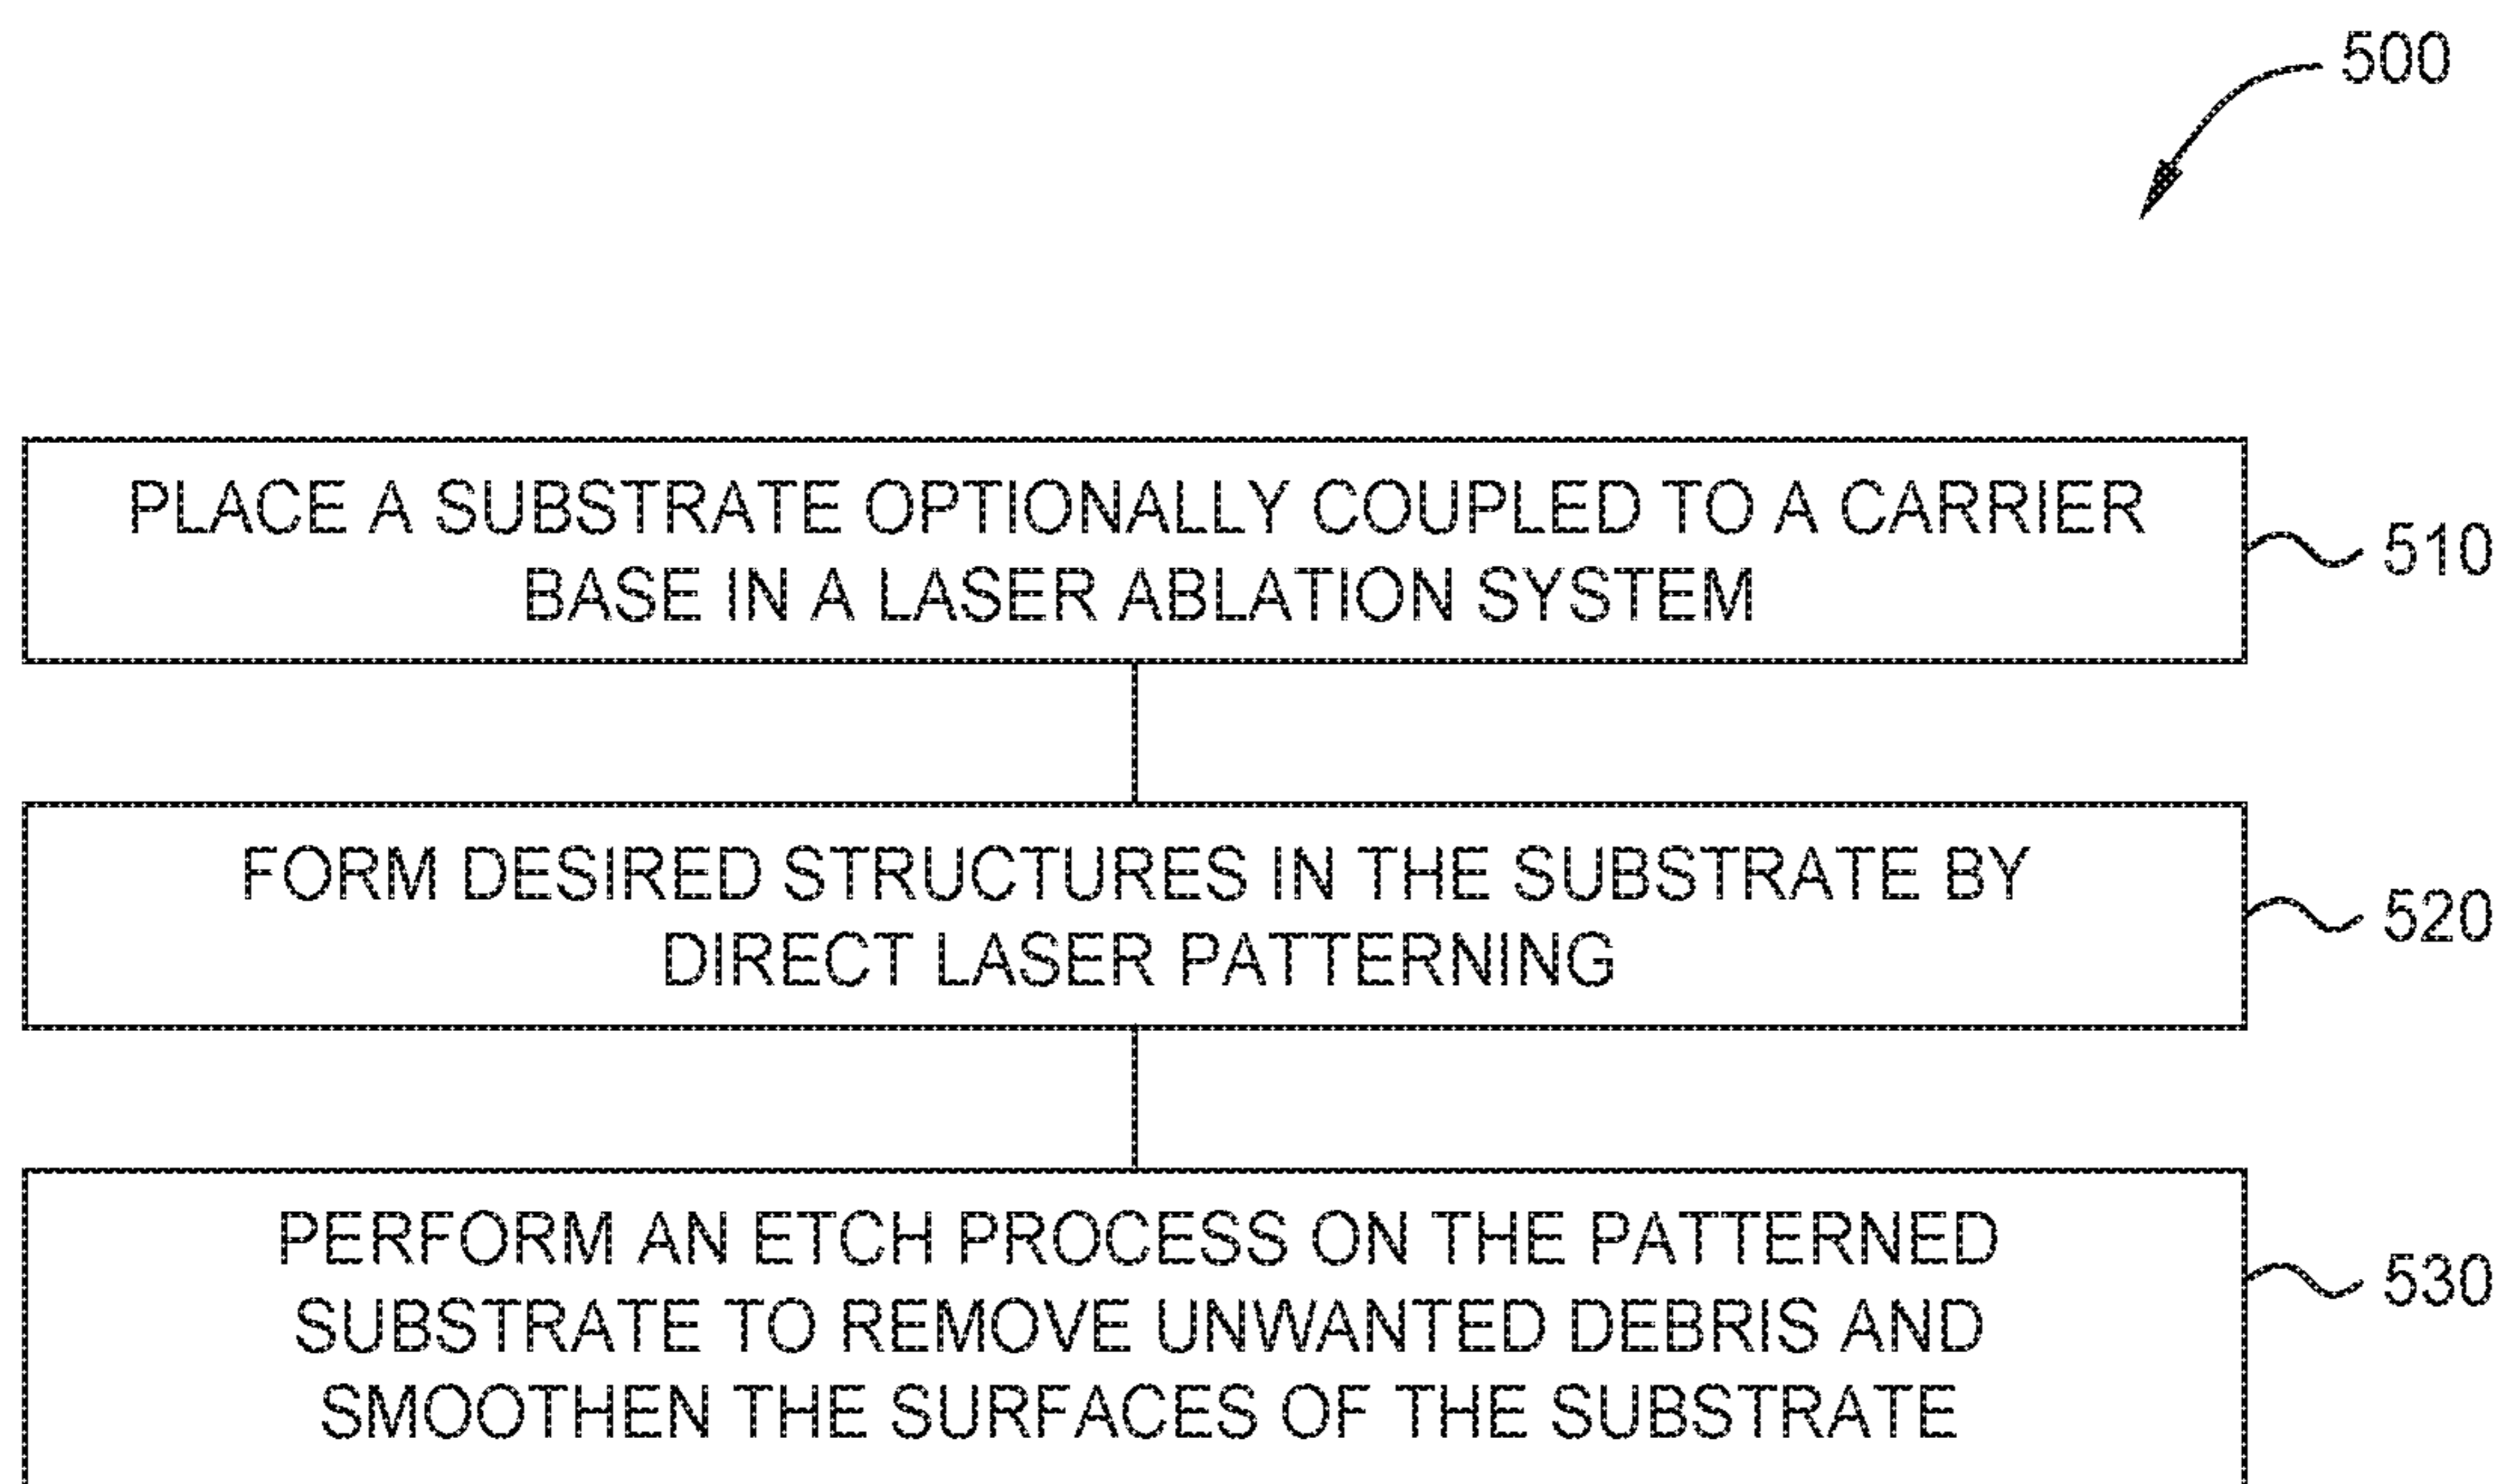 500
PLACE A SUBSTRATE OPTIONALLY COUPLED TO A CARRIER
BASE IN A LASER ABLATION SYSTEM
510
FORM DESIRED STRUCTURES IN THE SUBSTRATE BY
DIRECT LASER PATTERNING
520
PERFORM AN ETCH PROCESS ON THE PATTERNED
SUBSTRATE TO REMOVE UNWANTED DEBRIS AND
SMOOTHEN THE SURFACES OF THE SUBSTRATE
530